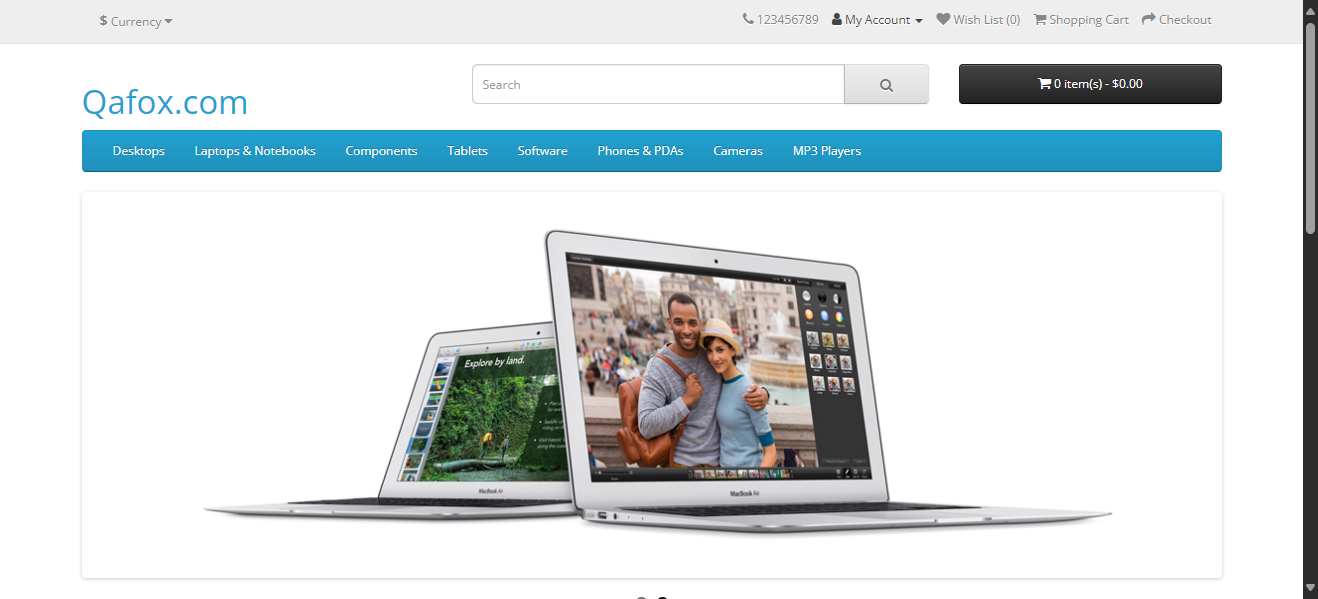 $ Currency
123456789 My Account Wish List (0) Shopping Cart Checkout
Qafox.com
Search
0 item(s) - $0.00
Desktops Laptops & Notebooks Components Tablets Software Phones & PDAs Cameras MP3 Players
Explore by land.
MacBook Air
MacBook Air